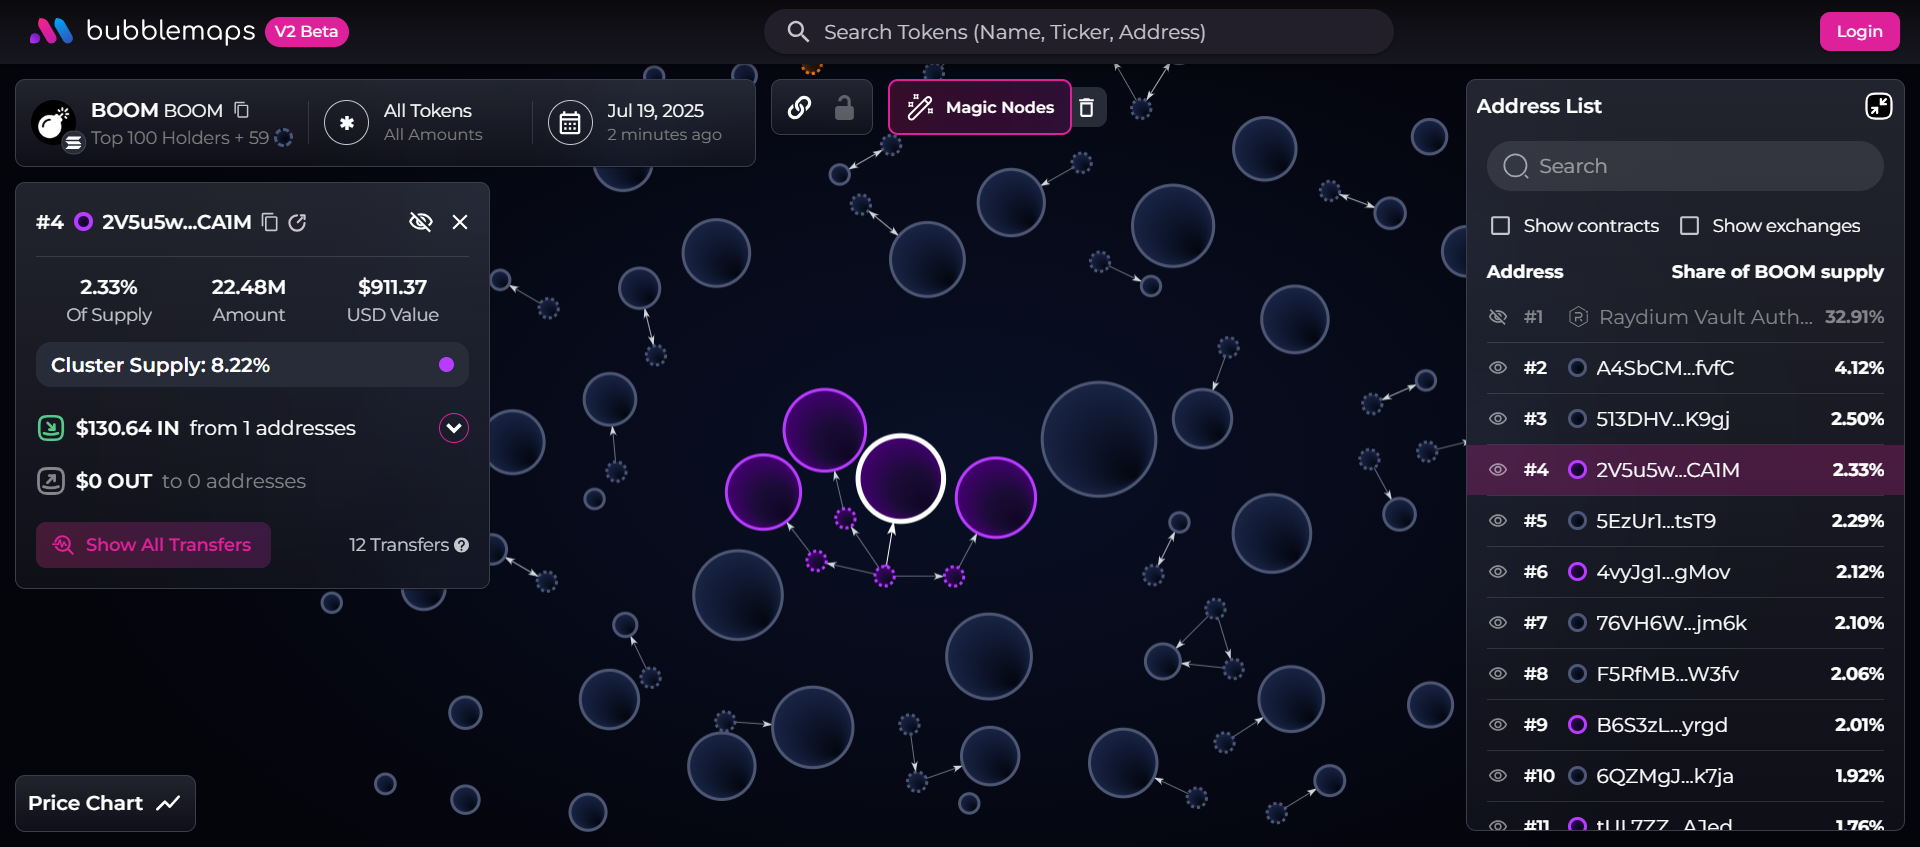 bubblemaps V2 Beta
Search Tokens (Name, Ticker, Address)
Login
BOOM BOOM
Top 100 Holders + 59
All Tokens
All Amounts
Jul 19, 2025
2 minutes ago
Magic Nodes
#4 2V5u5w...CA1M
2.33% 22.48M $911.37
Of Supply Amount USD Value
Cluster Supply: 8.22%
$130.64 IN from 1 addresses
$0 OUT to 0 addresses
Show All Transfers 12 Transfers
Price Chart
Address List
Search
Show contracts Show exchanges
Address Share of BOOM supply
#1 Raydium Vault Auth... 32.91%
#2 A4SbCM...fvfC 4.12%
#3 513DHV...K9gj 2.50%
#4 2V5u5w...CA1M 2.33%
#5 5EzUr1...tsT9 2.29%
#6 4vyJg1...gMov 2.12%
#7 76VH6W...jm6k 2.10%
#8 F5RfMB...W3fv 2.06%
#9 B6S3zL...yrgd 2.01%
#10 6QZMgJ...k7ja 1.92%
#11 1.76%